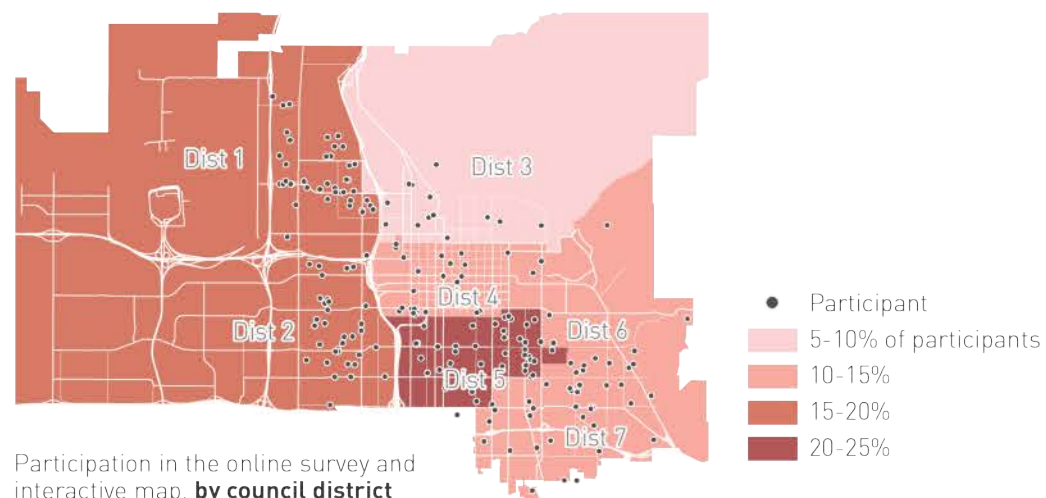 Dist 1
Dist 3
Dist 4
Dist 2
Dist 6
Dist 5
Dist 7
Participant
5-10% of participants
10-15%
15-20%
20-25%
Participation in the online survey and
interactive map, by council district